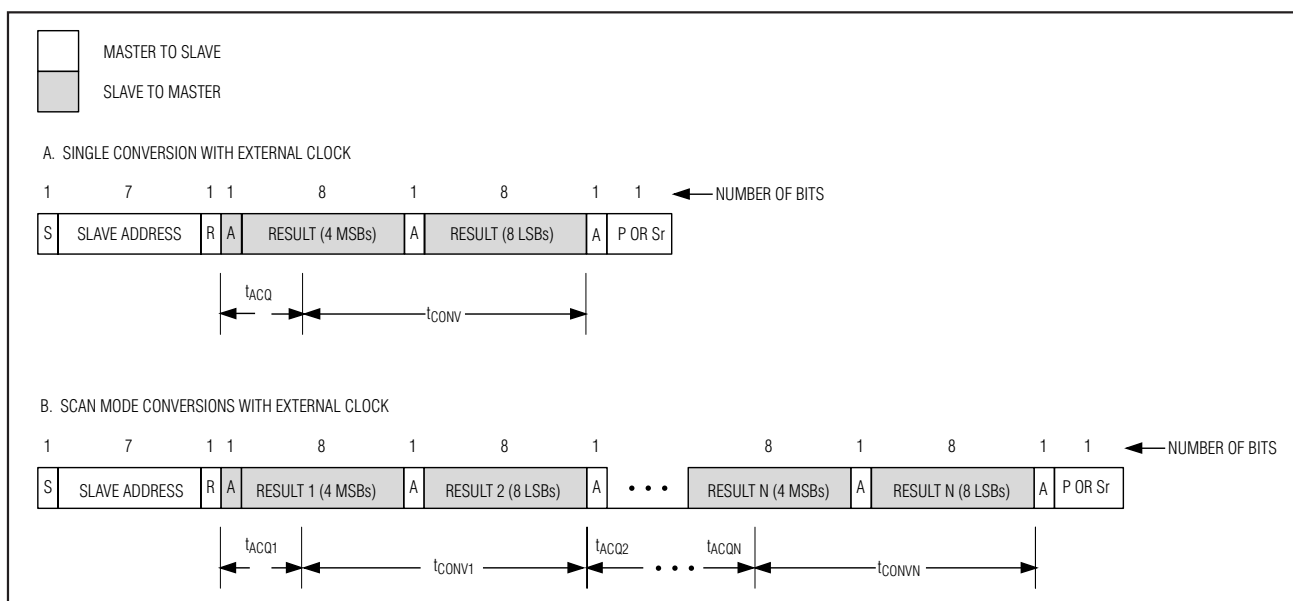 MASTER TO SLAVE
SLAVE TO MASTER
A. SINGLE CONVERSION WITH EXTERNAL CLOCK
1 7 1 1 8 1 8 1 1 NUMBER OF BITS
S SLAVE ADDRESS R A RESULT (4 MSBs) A RESULT (8 LSBs) A P OR Sr
tACQ
tCONV
B. SCAN MODE CONVERSIONS WITH EXTERNAL CLOCK
1 7 1 1 8 1 8 1 8 1 8 1 1 NUMBER OF BITS
S SLAVE ADDRESS R A RESULT 1 (4 MSBs) A RESULT 2 (8 LSBs) A • • • RESULT N (4 MSBs) A RESULT N (8 LSBs) A P OR Sr
tACQ1 tACQ2 tACQN
tCONV1 • • • tCONVN